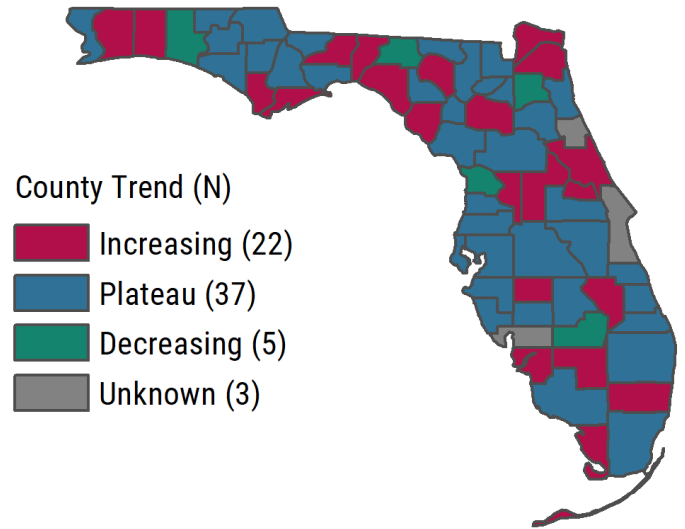 County Trend (N)
Increasing (22)
Plateau (37)
Decreasing (5)
Unknown (3)